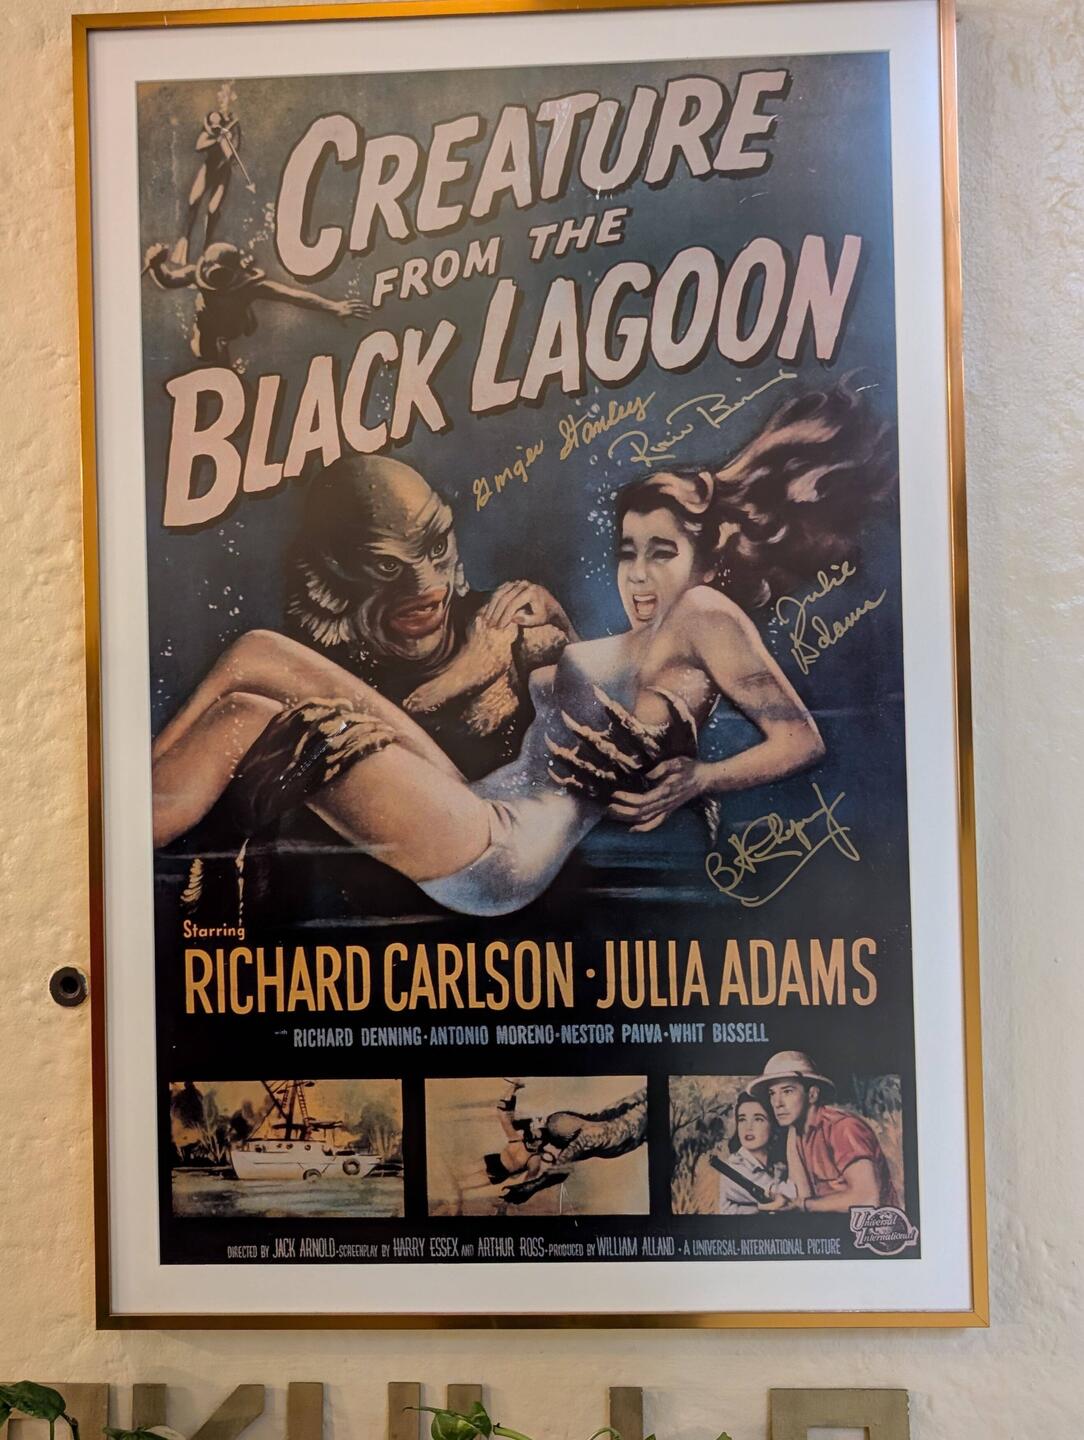 CREATURE
FROM THE
BLACK LAGOON
Ginger Stanley
Ricou Browning
Julie
Adams
Ben Chapman
Starring
RICHARD CARLSON · JULIA ADAMS
with RICHARD DENNING · ANTONIO MORENO · NESTOR PAIVA · WHIT BISSELL
DIRECTED BY JACK ARNOLD · SCREENPLAY BY HARRY ESSEX AND ARTHUR ROSS · PRODUCED BY WILLIAM ALLAND · A UNIVERSAL-INTERNATIONAL PICTURE
Universal
International